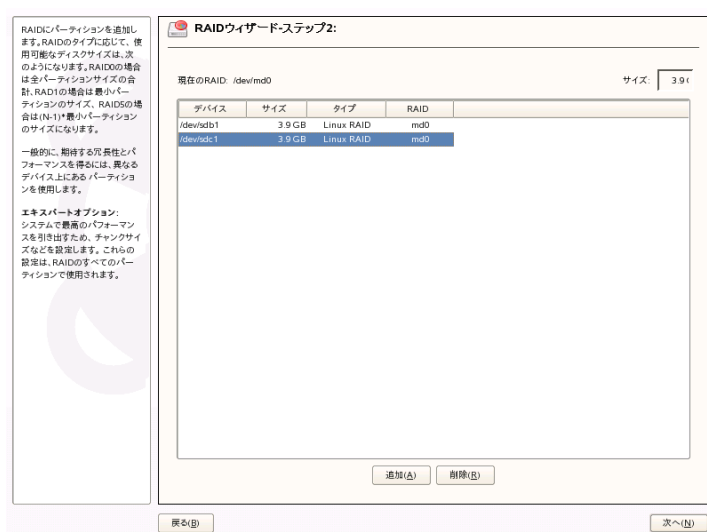 RAIDにパーティションを追加し
ます。RAIDのタイプに応じて、使
用可能なディスクサイズは、次
のようになります。RAID0の場合
は全パーティションサイズの合
計、RAD1の場合は最小パー
ティションのサイズ、RAID5の場
合は(N-1)*最小パーティション
のサイズになります。
一般的に、期待する冗長性とパ
フォーマンスを得るには、異なる
デバイス上にあるパーティショ
ンを使用します。
エキスパートオプション:
システムで最高のパフォーマン
スを引き出すため、チャンクサイ
ズなどを設定します。これらの
設定は、RAIDのすべてのパー
ティションで使用されます。
RAIDウィザード-ステップ2:
現在のRAID: /dev/md0 サイズ: 3.9
デバイス サイズ タイプ RAID
/dev/sdb1 3.9 GB Linux RAID md0
/dev/sdc1 3.9 GB Linux RAID md0
追加(A) 削除(R)
戻る(B) 次へ(N)